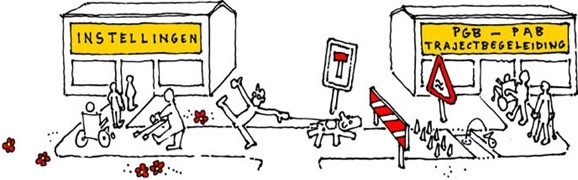 INSTELLINGEN
PGB - PAB
TRAJECTBEGELEIDING